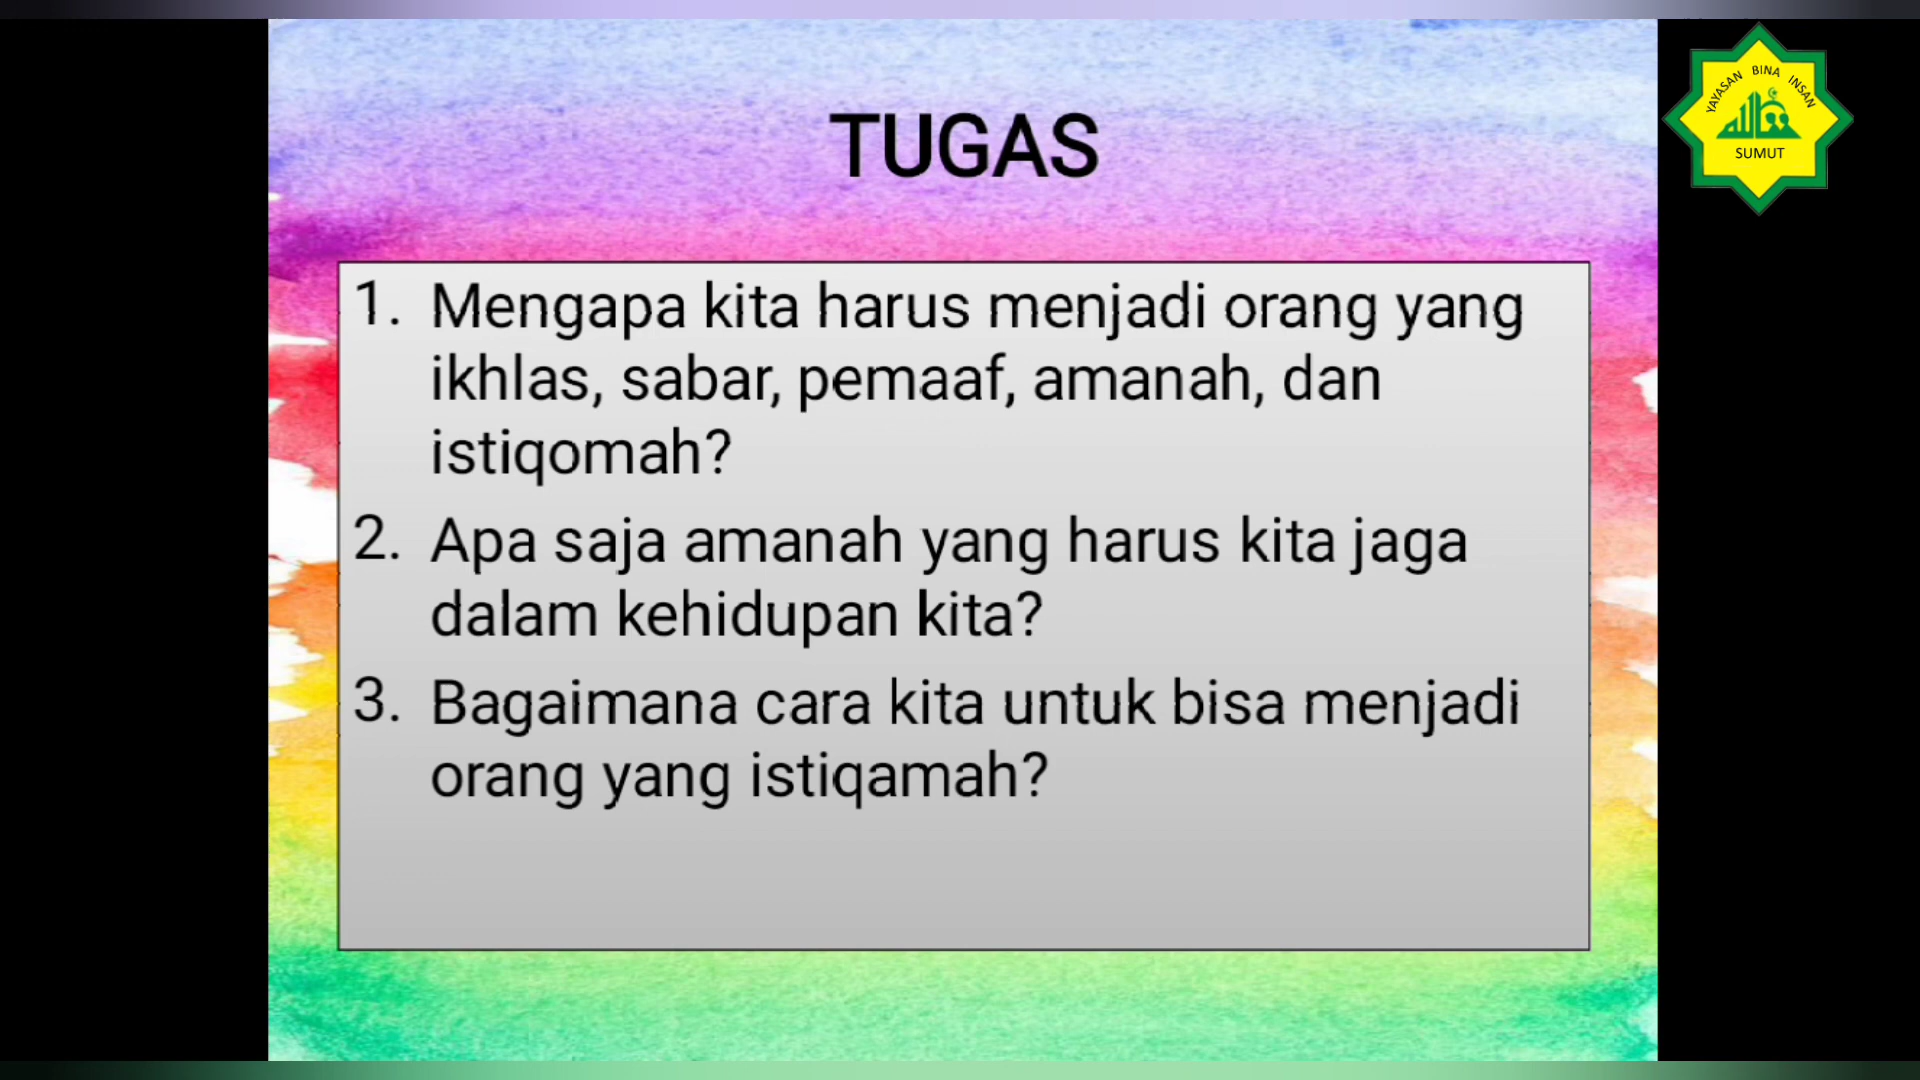 TUGAS
1. Mengapa kita harus menjadi orang yang
ikhlas, sabar, pemaaf, amanah, dan
istiqomah?
2. Apa saja amanah yang harus kita jaga
dalam kehidupan kita?
3. Bagaimana cara kita untuk bisa menjadi
orang yang istiqamah?
YAYASAN BINA INSAN
SUMUT